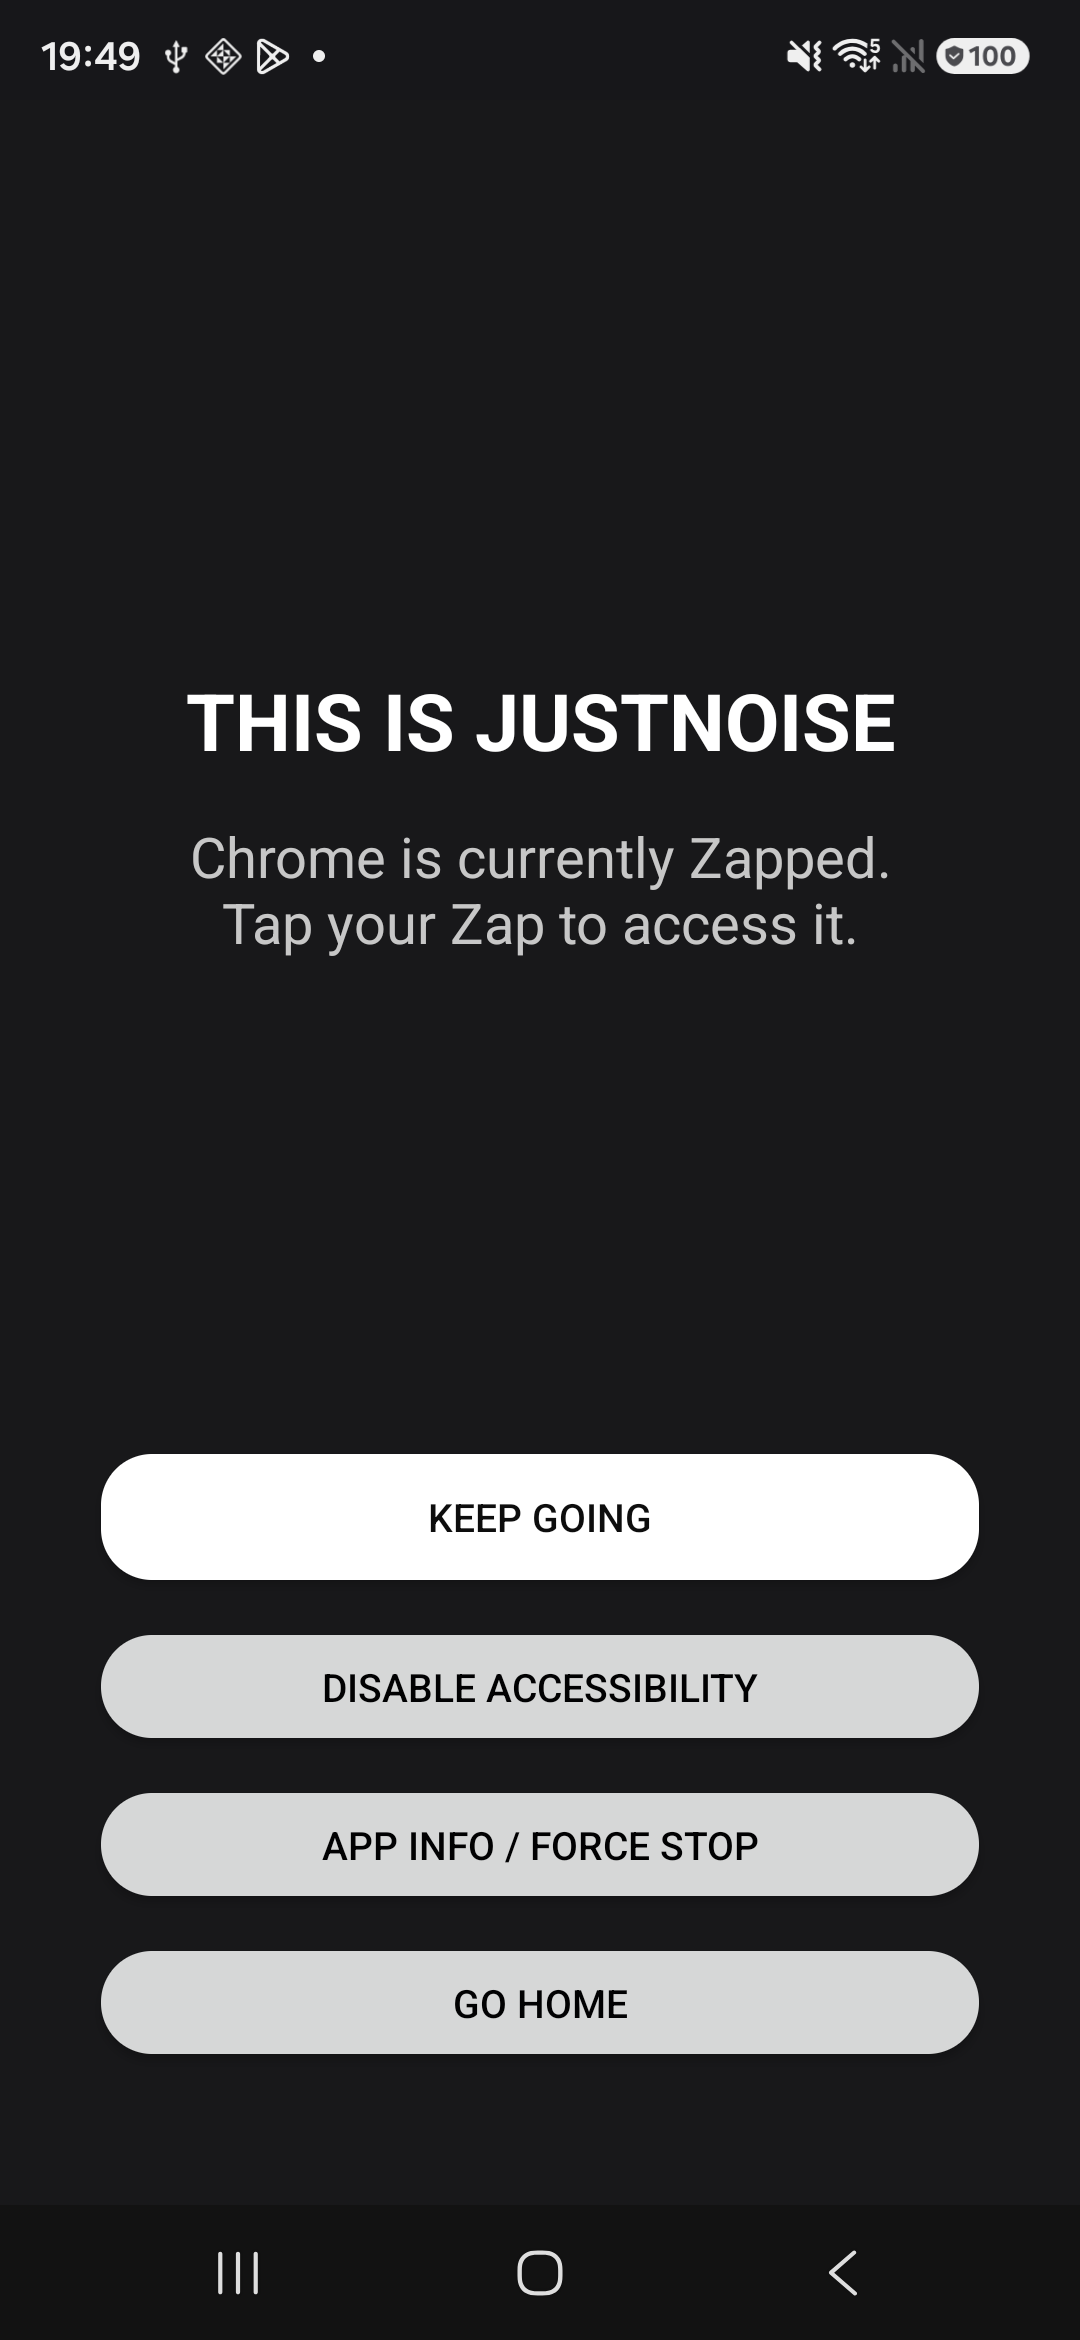 19:49
5
100
THIS IS JUSTNOISE
Chrome is currently Zapped.
Tap your Zap to access it.
KEEP GOING
DISABLE ACCESSIBILITY
APP INFO / FORCE STOP
GO HOME